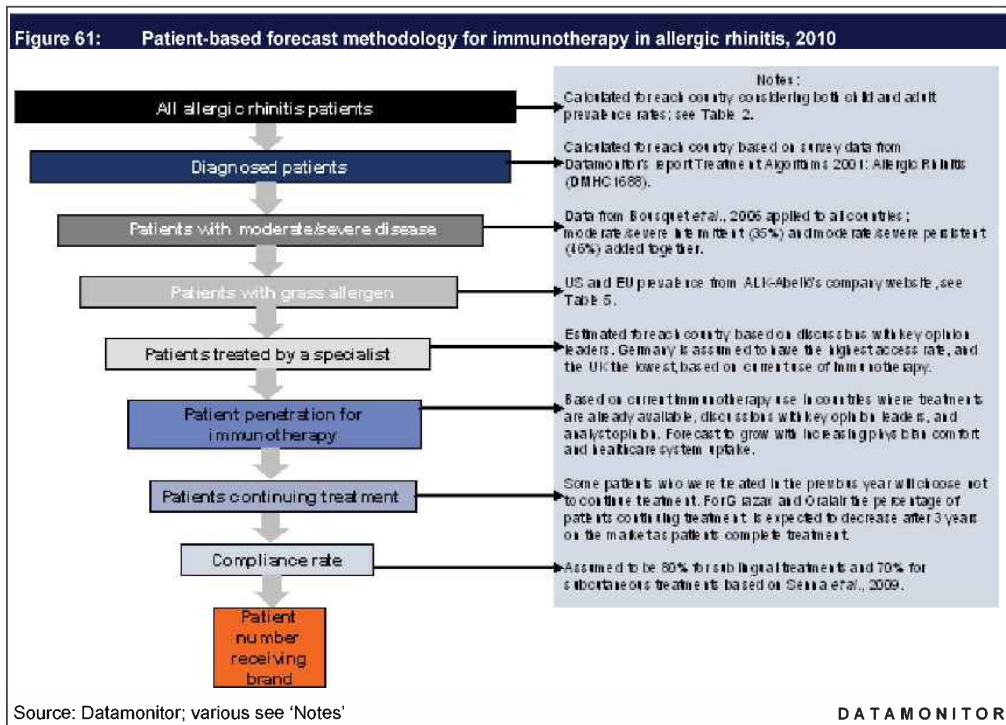 Figure 61: Patient-based forecast methodology for immunotherapy in allergic rhinitis, 2010
Notes:
All allergic rhinitis patients
Calculated for each country considering both child and adult
prevalence rates; see Table 2.
Diagnosed patients
Calculated for each country based on survey data from
Datamonitor's report Treatment Algorithms 2001: Allergic Rhinitis
(DMHC1688).
Patients with moderate/severe disease
Data from Bousquet et al., 2006 applied to all countries;
moderate/severe intermittent (35%) and moderate/severe persistent
(46%) added together.
Patients with grass allergen
US and EU prevalence from ALK-Abelló's company website, see
Table 5.
Patients treated by a specialist
Estimated for each country based on discussions with key opinion
leaders. Germany is assumed to have the highest access rate, and
the UK the lowest, based on current use of immunotherapy.
Patient penetration for
immunotherapy
Based on current immunotherapy use in countries where treatments
are already available, discussions with key opinion leaders, and
analyst opinion. Forecast to grow with increasing physician comfort
and healthcare system uptake.
Patients continuing treatment
Some patients who were treated in the previous year will choose not
to continue treatment. For Grazax and Oralair the percentage of
patients continuing treatment is expected to decrease after 3 years
on the market as patients complete treatment.
Compliance rate
Assumed to be 80% for sublingual treatments and 70% for
subcutaneous treatments based on Senna et al., 2009.
Patient
number
receiving
brand
Source: Datamonitor; various see 'Notes'
DATAMONITOR